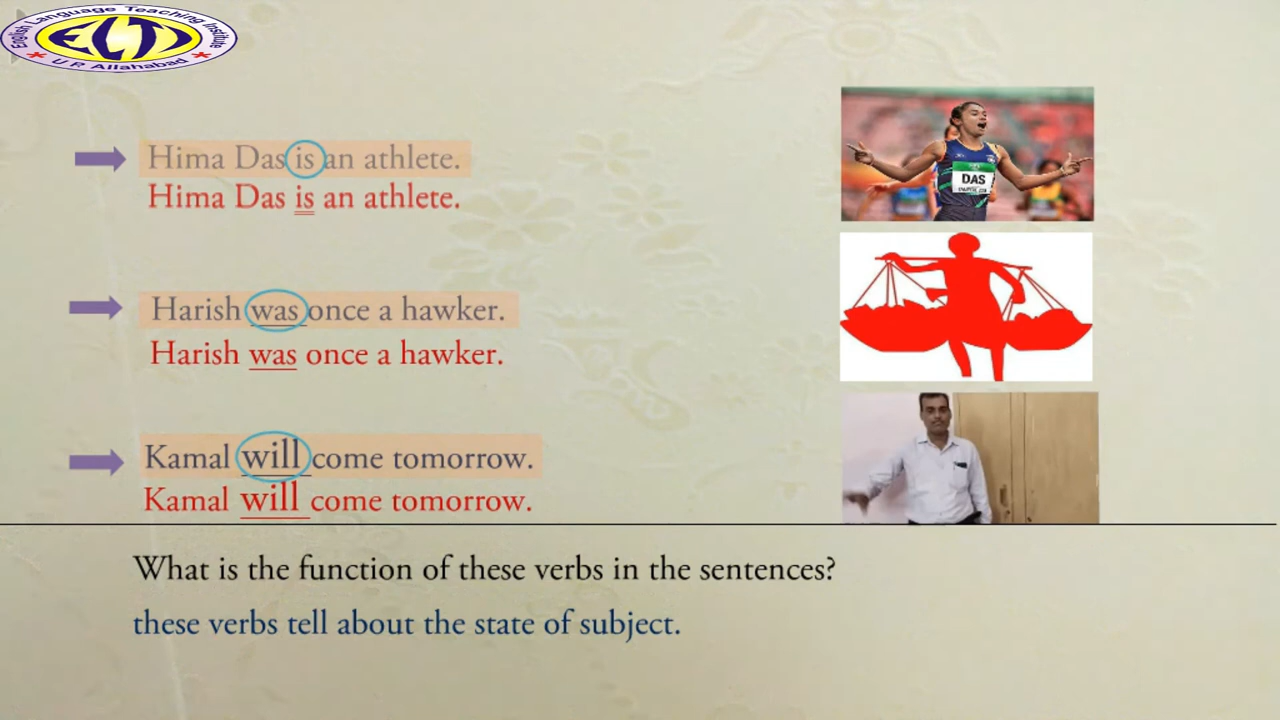 English Language Teaching Institute
ELTI
U P Allahabad
Hima Das is an athlete.
Hima Das is an athlete.
DAS
Harish was once a hawker.
Harish was once a hawker.
Kamal will come tomorrow.
Kamal will come tomorrow.
What is the function of these verbs in the sentences?
these verbs tell about the state of subject.